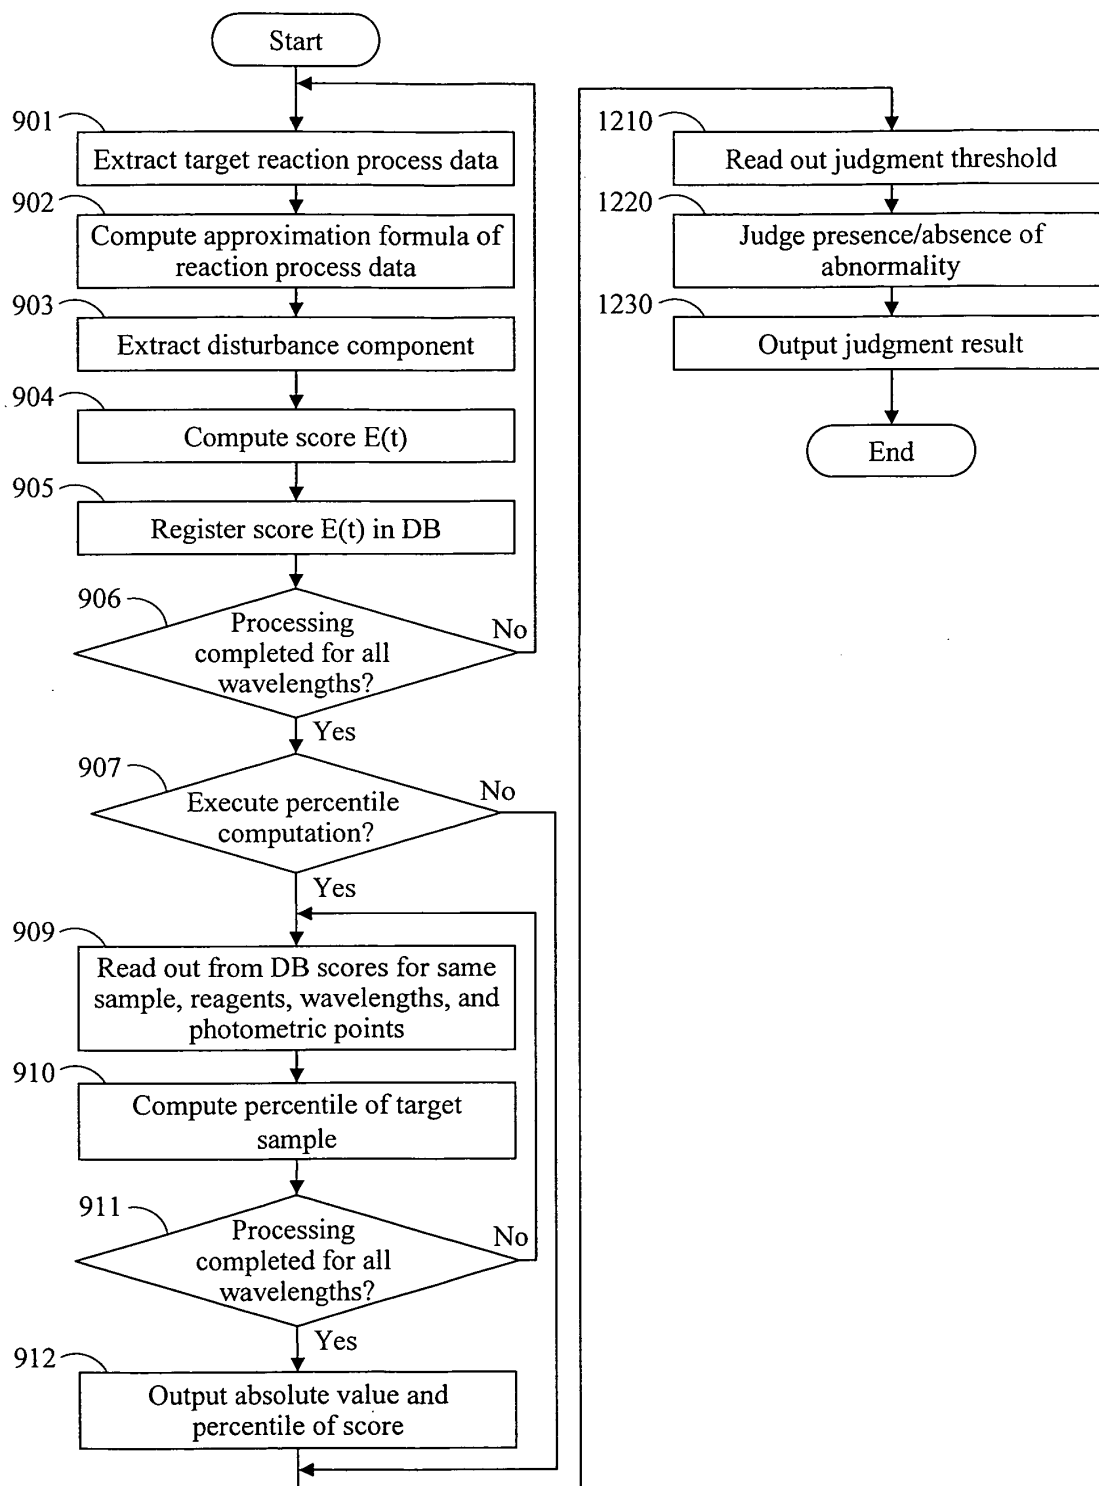 Start
901
Extract target reaction process data
902
Compute approximation formula of
reaction process data
903
Extract disturbance component
904
Compute score E(t)
905
Register score E(t) in DB
906
Processing
completed for all
wavelengths?
No
Yes
907
Execute percentile
computation?
No
Yes
909
Read out from DB scores for same
sample, reagents, wavelengths, and
photometric points
910
Compute percentile of target
sample
911
Processing
completed for all
wavelengths?
No
Yes
912
Output absolute value and
percentile of score
1210
Read out judgment threshold
1220
Judge presence/absence of
abnormality
1230
Output judgment result
End